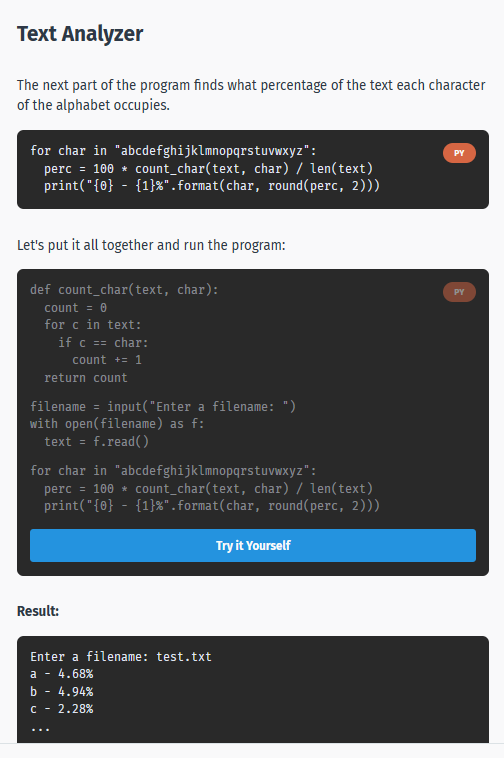 Text Analyzer
The next part of the program finds what percentage of the text each character
of the alphabet occupies.
PY
for char in "abcdefghijklmnopqrstuvwxyz":
  perc = 100 * count_char(text, char) / len(text)
  print("{0} - {1}%".format(char, round(perc, 2)))
Let's put it all together and run the program:
PY
def count_char(text, char):
  count = 0
  for c in text:
    if c == char:
      count += 1
  return count
filename = input("Enter a filename: ")
with open(filename) as f:
  text = f.read()
for char in "abcdefghijklmnopqrstuvwxyz":
  perc = 100 * count_char(text, char) / len(text)
  print("{0} - {1}%".format(char, round(perc, 2)))
Try it Yourself
Result:
Enter a filename: test.txt
a - 4.68%
b - 4.94%
c - 2.28%
...